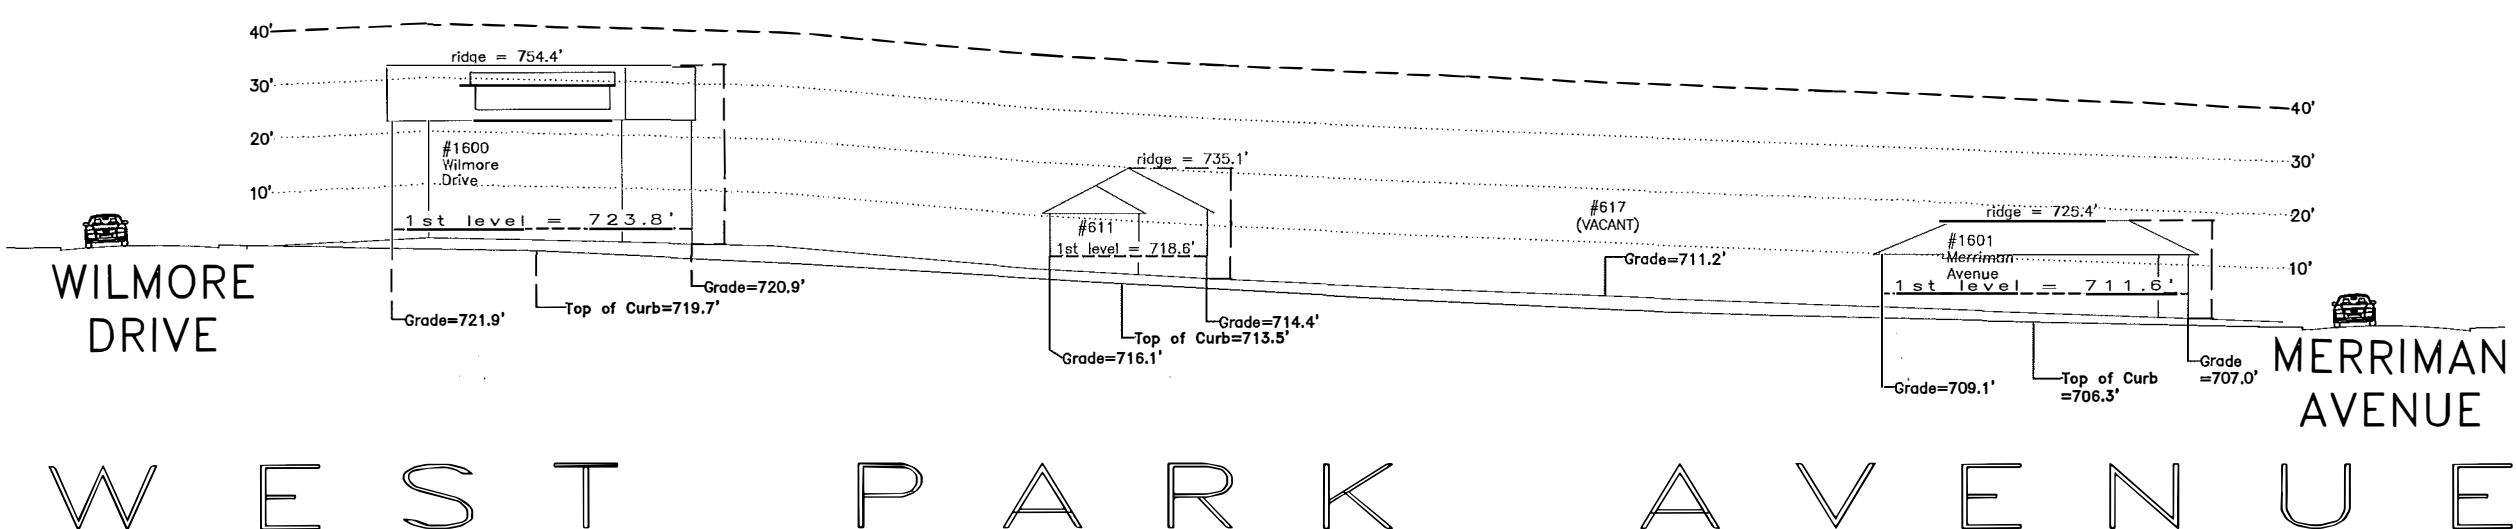 40'
ridge = 754.4'
30'
20'
10'
#1600
Wilmore
Drive
1st level = 723.8'
WILMORE
DRIVE
Grade=721.9'
Top of Curb=719.7'
Grade=720.9'
ridge = 735.1'
#611
1st level = 718.6'
Grade=716.1'
Top of Curb=713.5'
Grade=714.4'
#617
(VACANT)
Grade=711.2'
40'
30'
20'
10'
ridge = 725.4'
#1601
Merriman
Avenue
1st level = 711.6'
Grade=709.1'
Top of Curb
=706.3'
Grade
=707.0'
MERRIMAN
AVENUE
WEST PARK AVENUE